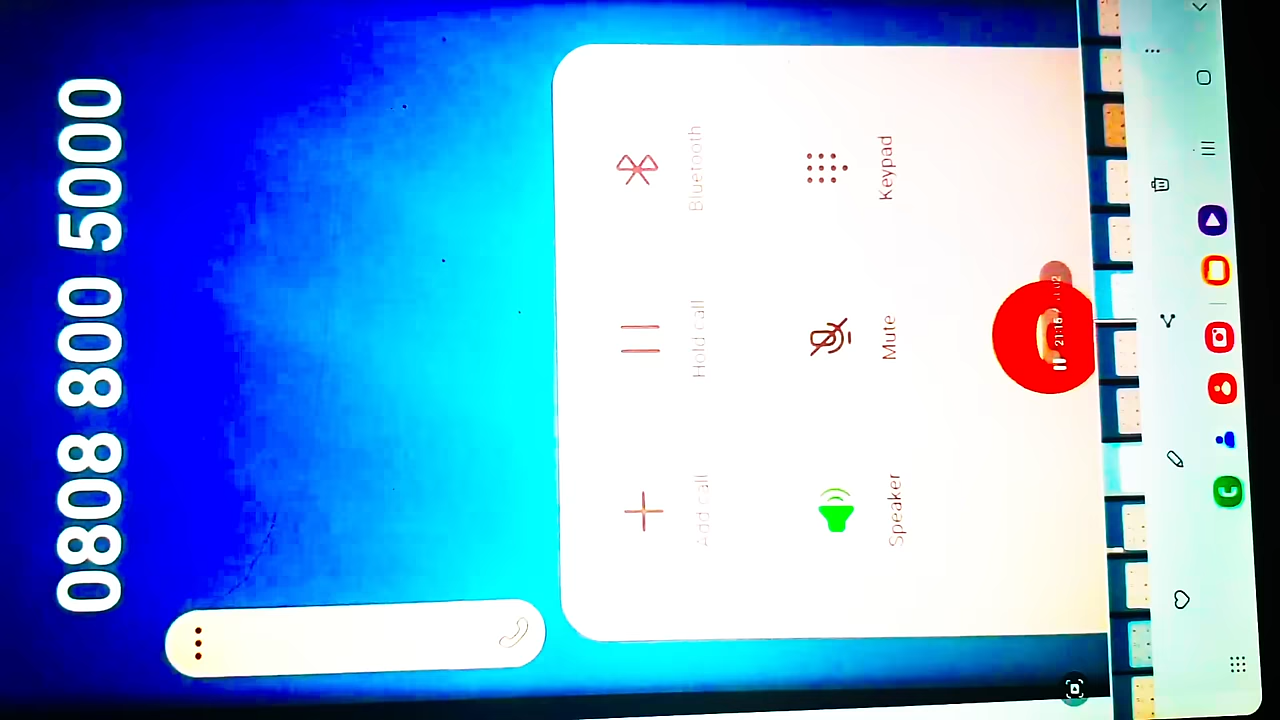 0808 800 5000
Add call
Hold call
Bluetooth
Speaker
Mute
Keypad